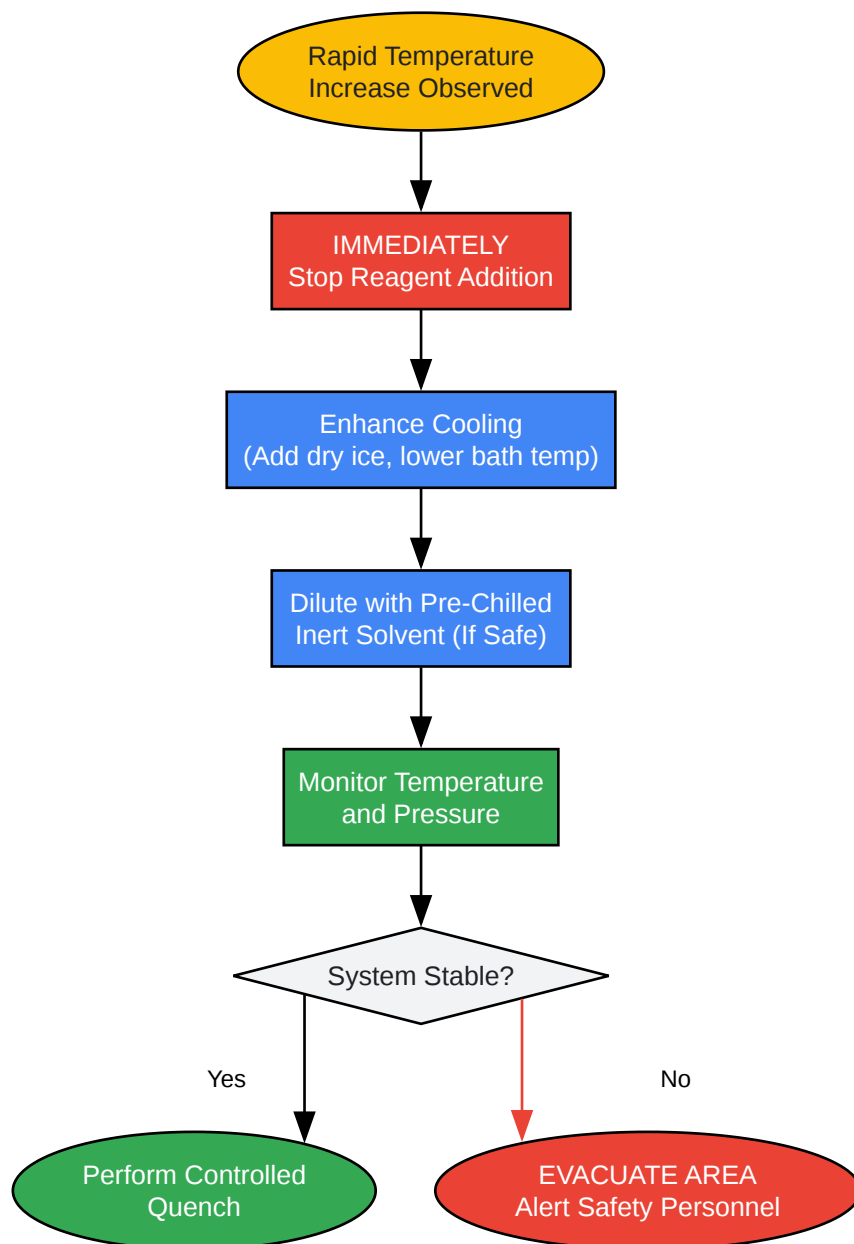 Rapid Temperature
Increase Observed
IMMEDIATELY
Stop Reagent Addition
Enhance Cooling
(Add dry ice, lower bath temp)
Dilute with Pre-Chilled
Inert Solvent (If Safe)
Monitor Temperature
and Pressure
System Stable?
Yes
No
Perform Controlled
Quench
EVACUATE AREA
Alert Safety Personnel